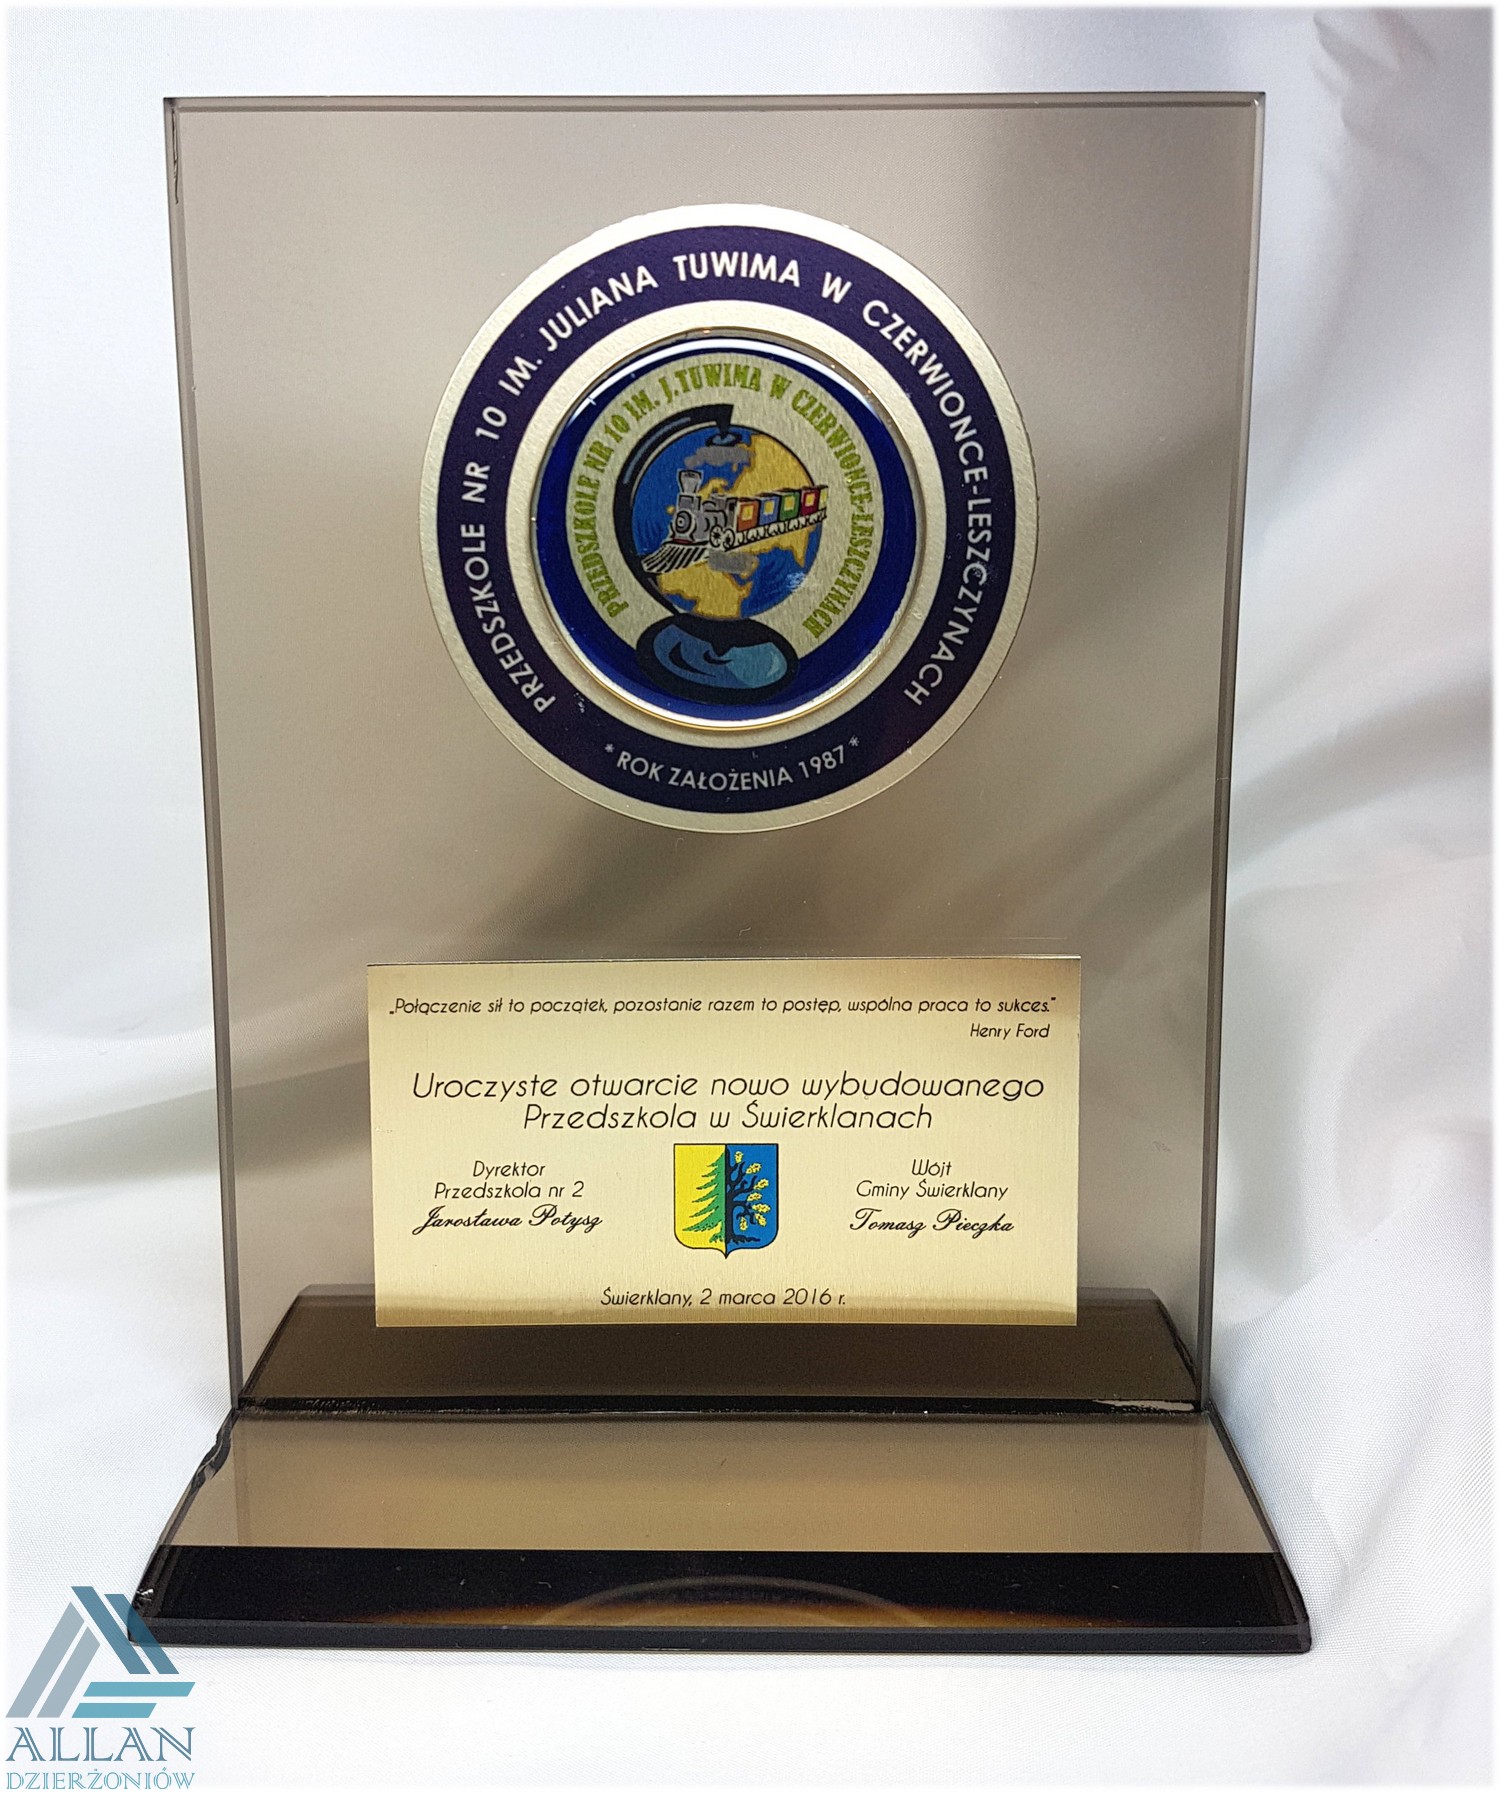 PRZEDSZKOLE NR 10 IM. JULIANA TUWIMA W CZERWIONCE-LESZCZYNACH
* ROK ZAŁOŻENIA 1987 *
PRZEDSZKOLE NR 10 IM. J.TUWIMA W CZERWIONCE-LESZCZYNACH
„Połączenie sił to początek, pozostanie razem to postęp, wspólna praca to sukces."
Henry Ford
Uroczyste otwarcie nowo wybudowanego
Przedszkola w Świerklanach
Dyrektor
Przedszkola nr 2
Jarosława Potysz
Wójt
Gminy Świerklany
Tomasz Pieczka
Świerklany, 2 marca 2016 r.
ALLAN
DZIERŻONIÓW